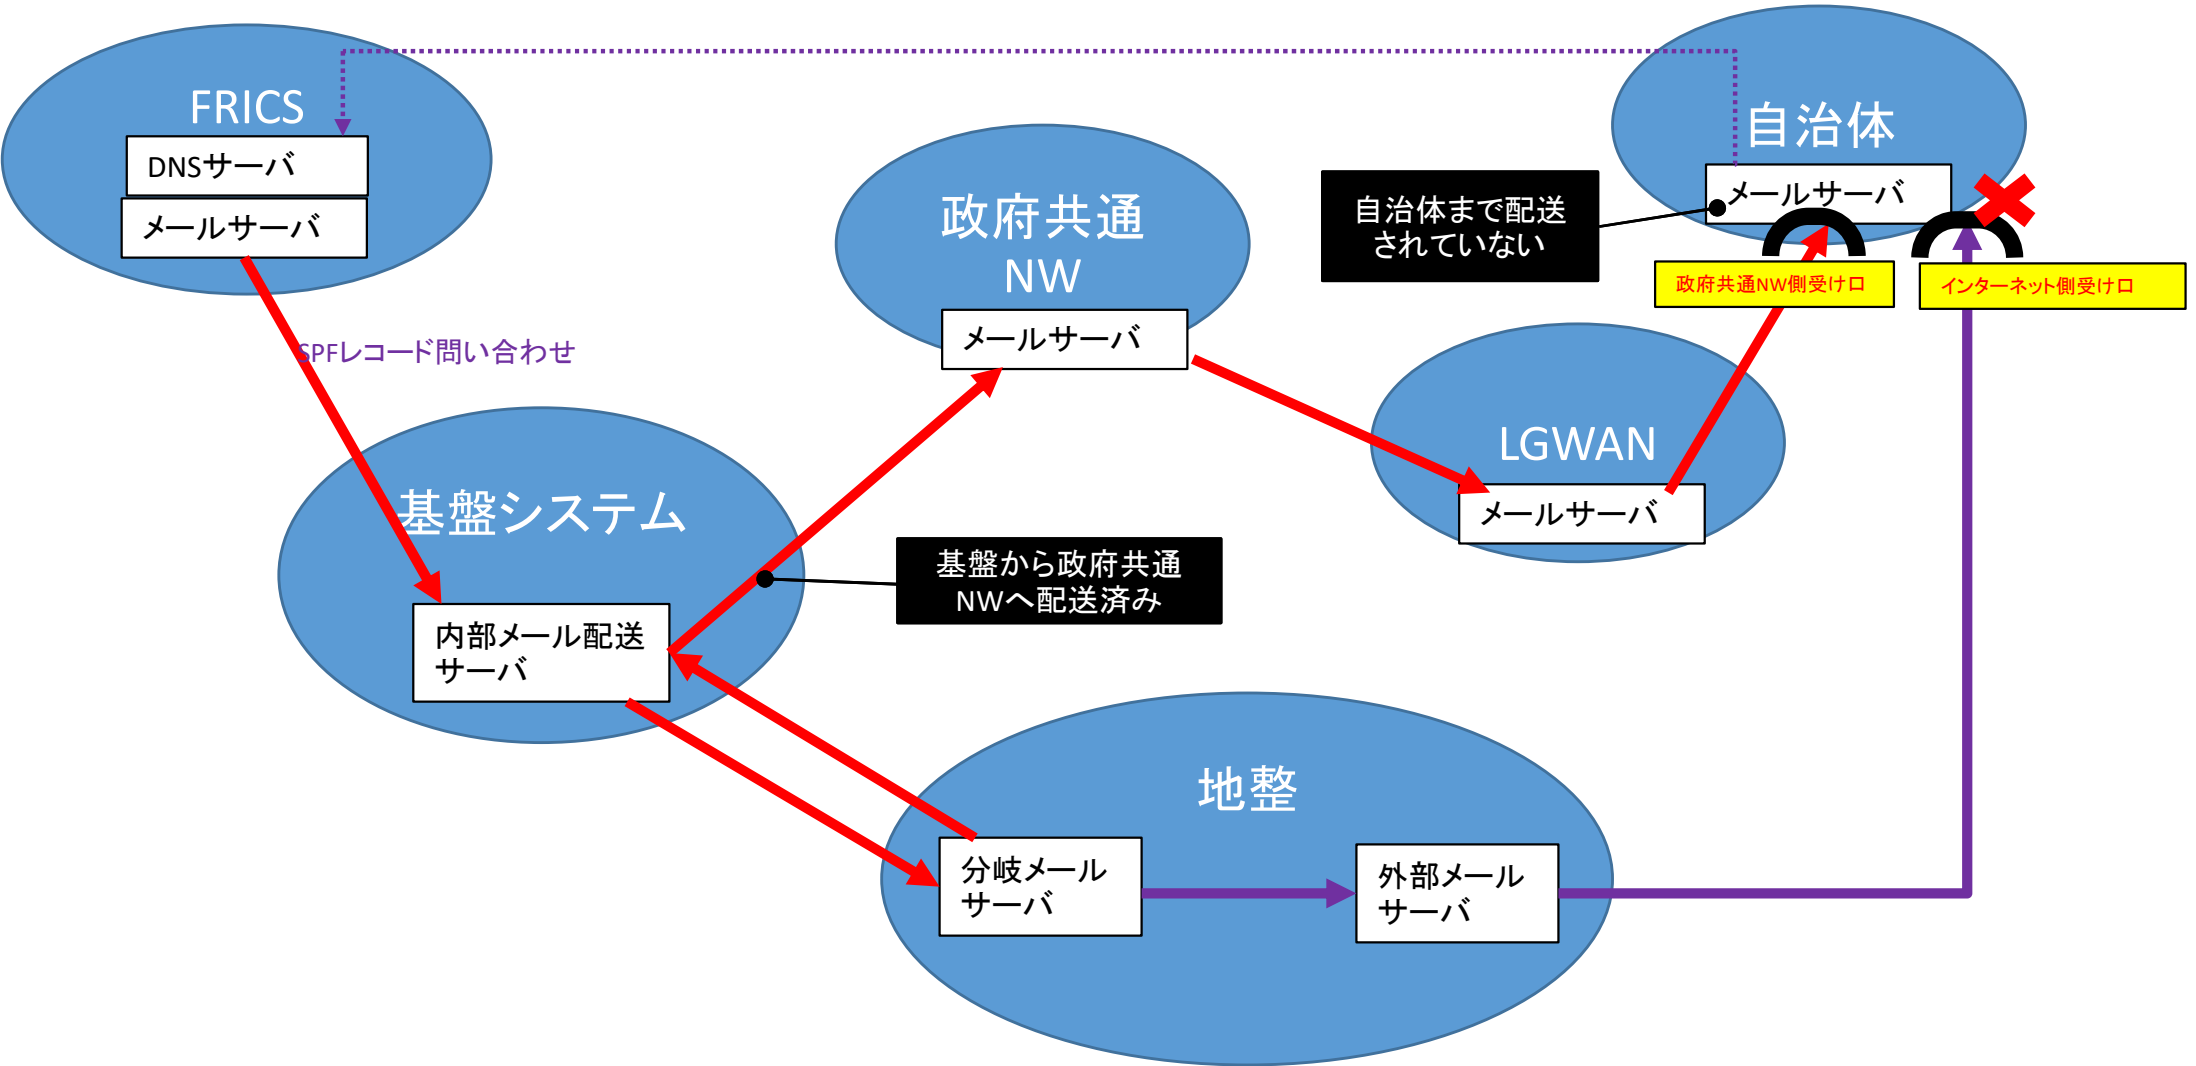 FRICS
DNSサーバ
メールサーバ
SPFレコード問い合わせ
政府共通
NW
メールサーバ
自治体
メールサーバ
自治体まで配送
されていない
政府共通NW側受け口
インターネット側受け口
LGWAN
メールサーバ
基盤システム
内部メール配送
サーバ
基盤から政府共通
NWへ配送済み
地整
分岐メール
サーバ
外部メール
サーバ